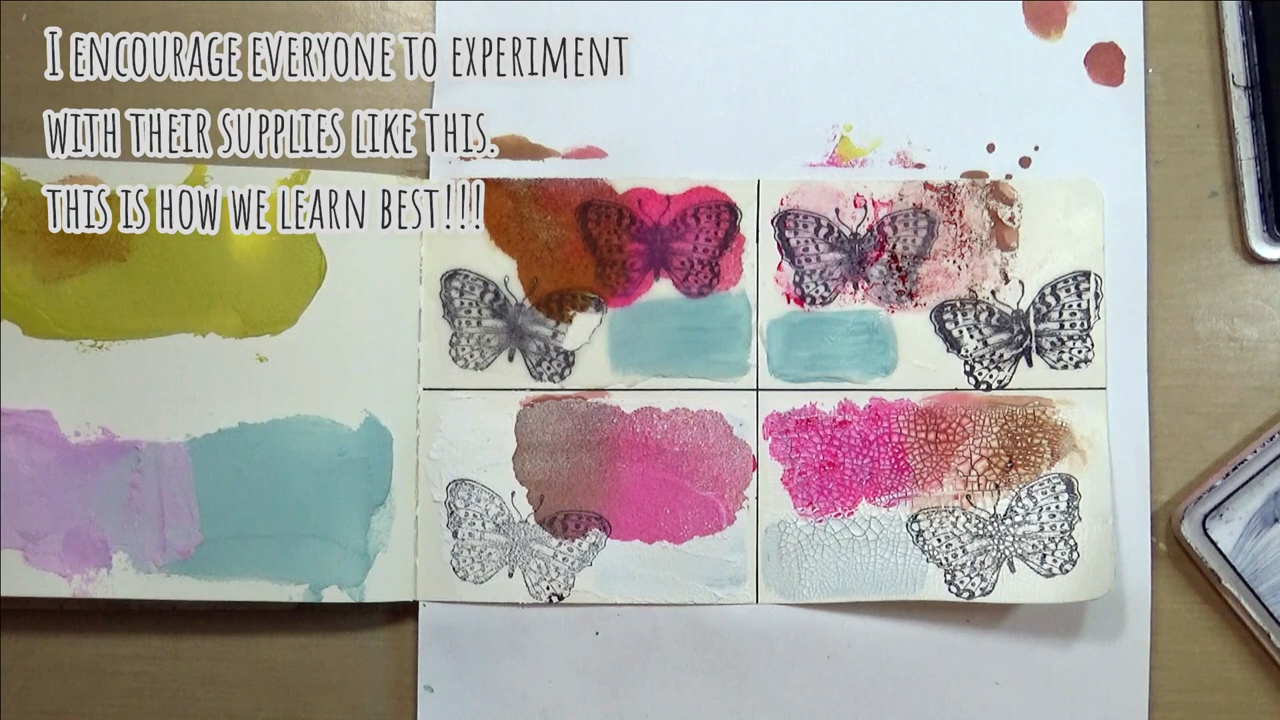 I ENCOURAGE EVERYONE TO EXPERIMENT
WITH THEIR SUPPLIES LIKE THIS.
THIS IS HOW WE LEARN BEST!!!